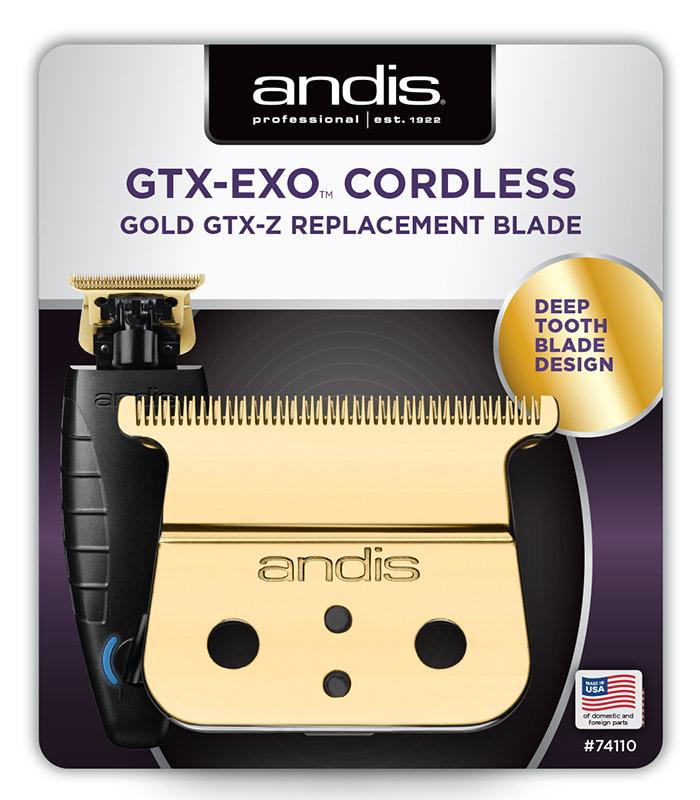 andis®
professional | est. 1922
GTX-EXO™ CORDLESS
GOLD GTX-Z REPLACEMENT BLADE
DEEP
TOOTH
BLADE
DESIGN
andis
andis
MADE IN
USA
of domestic and
foreign parts
#74110